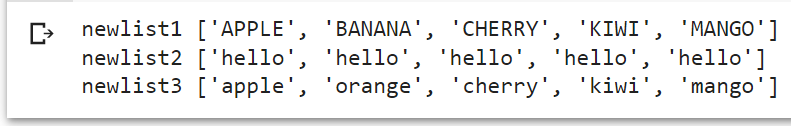 newlist1 ['APPLE', 'BANANA', 'CHERRY', 'KIWI', 'MANGO']
newlist2 ['hello', 'hello', 'hello', 'hello', 'hello']
newlist3 ['apple', 'orange', 'cherry', 'kiwi', 'mango']